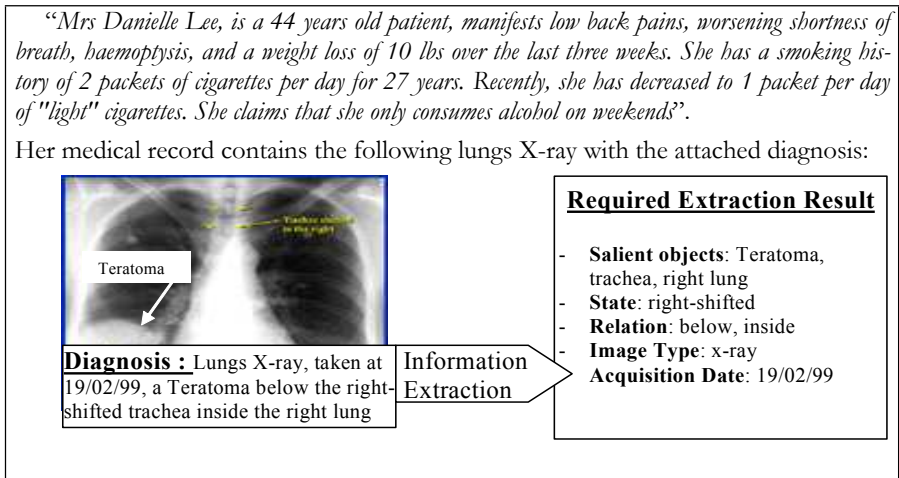 “Mrs Danielle Lee, is a 44 years old patient, manifests low back pains, worsening shortness of
breath, haemoptysis, and a weight loss of 10 lbs over the last three weeks. She has a smoking his-
tory of 2 packets of cigarettes per day for 27 years. Recently, she has decreased to 1 packet per day
of "light" cigarettes. She claims that she only consumes alcohol on weekends”.
Her medical record contains the following lungs X-ray with the attached diagnosis:
Trachea shifted
to the right
Teratoma
Diagnosis : Lungs X-ray, taken at
19/02/99, a Teratoma below the right-
shifted trachea inside the right lung
Information
Extraction
Required Extraction Result
- Salient objects: Teratoma,
trachea, right lung
- State: right-shifted
- Relation: below, inside
- Image Type: x-ray
- Acquisition Date: 19/02/99